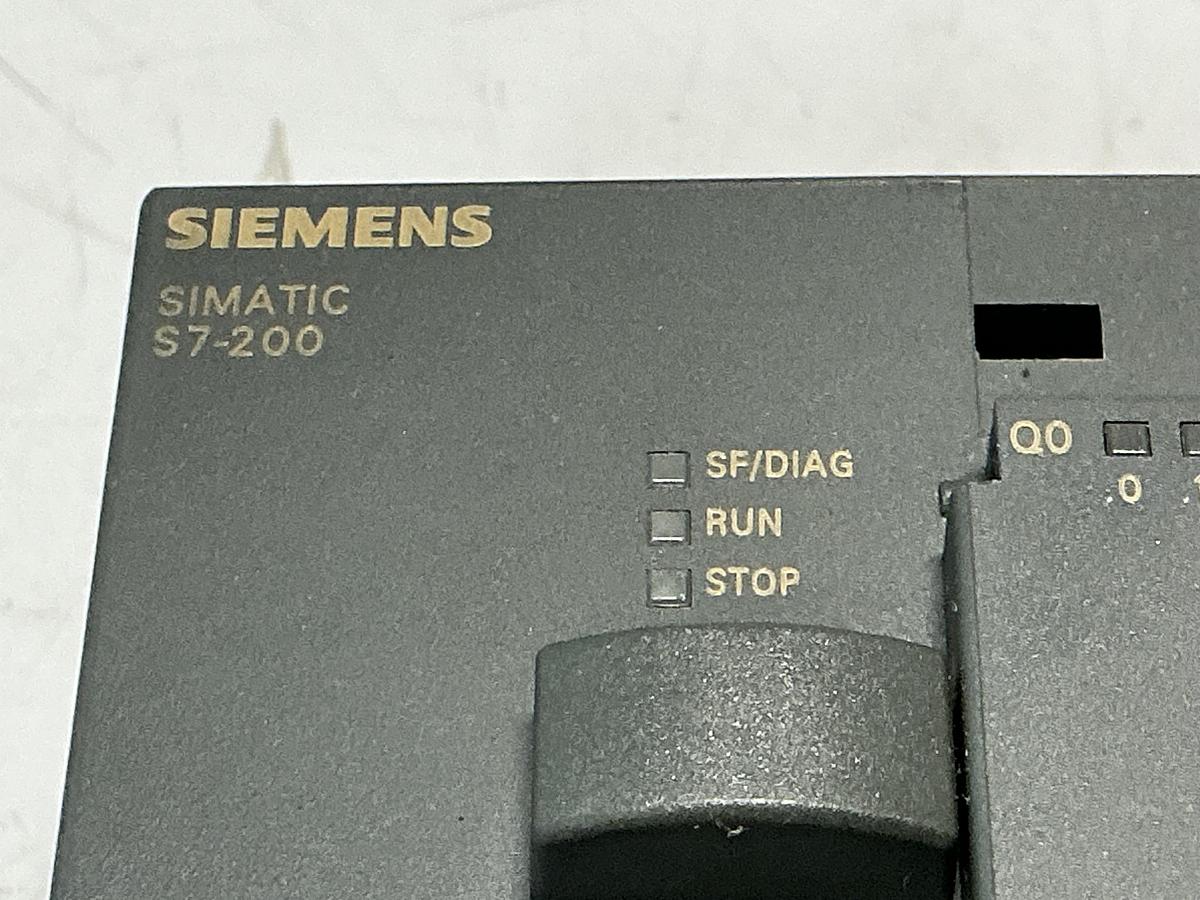 SIEMENS
SIMATIC
S7-200
SF/DIAG
RUN
STOP
Q0
0